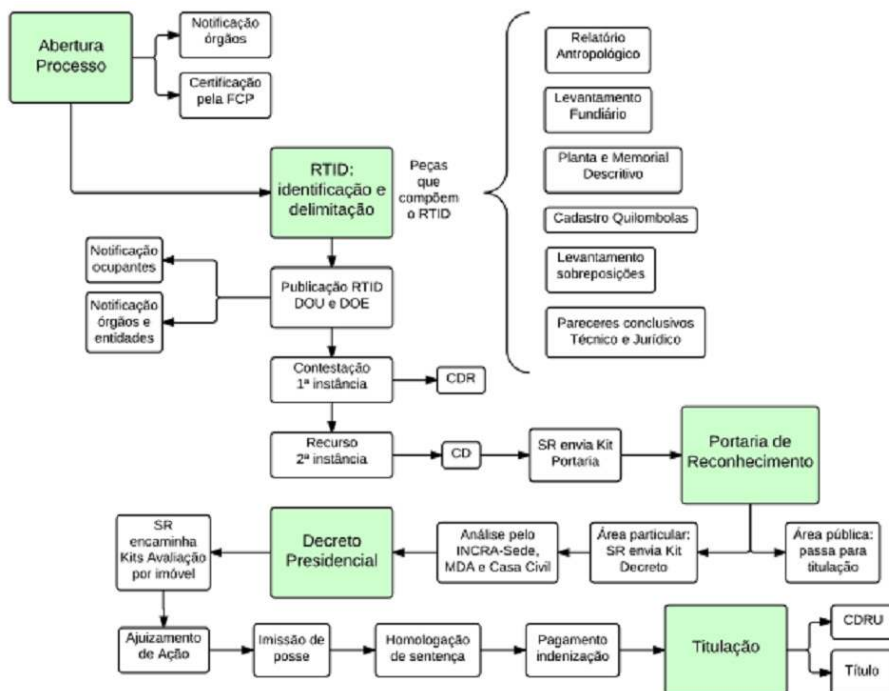 Abertura
Processo
Notificação
órgãos
Certificação
pela FCP
RTID:
identificação e
delimitação
Peças
que
compõem
o RTID
Relatório
Antropológico
Levantamento
Fundiário
Planta e Memorial
Descritivo
Cadastro Quilombolas
Levantamento
sobreposições
Pareceres conclusivos
Técnico e Jurídico
Notificação
ocupantes
Notificação
órgãos e
entidades
Publicação RTID
DOU e DOE
Contestação
1ª instância
CDR
Recurso
2ª instância
CD
SR envia Kit
Portaria
Portaria de
Reconhecimento
Área pública:
passa para
titulação
Área particular:
SR envia Kit
Decreto
Análise pelo
INCRA-Sede,
MDA e Casa Civil
Decreto
Presidencial
SR
encaminha
Kits Avaliação
por imóvel
Ajuizamento
de Ação
Imissão de
posse
Homologação
de sentença
Pagamento
indenização
Titulação
CDRU
Título